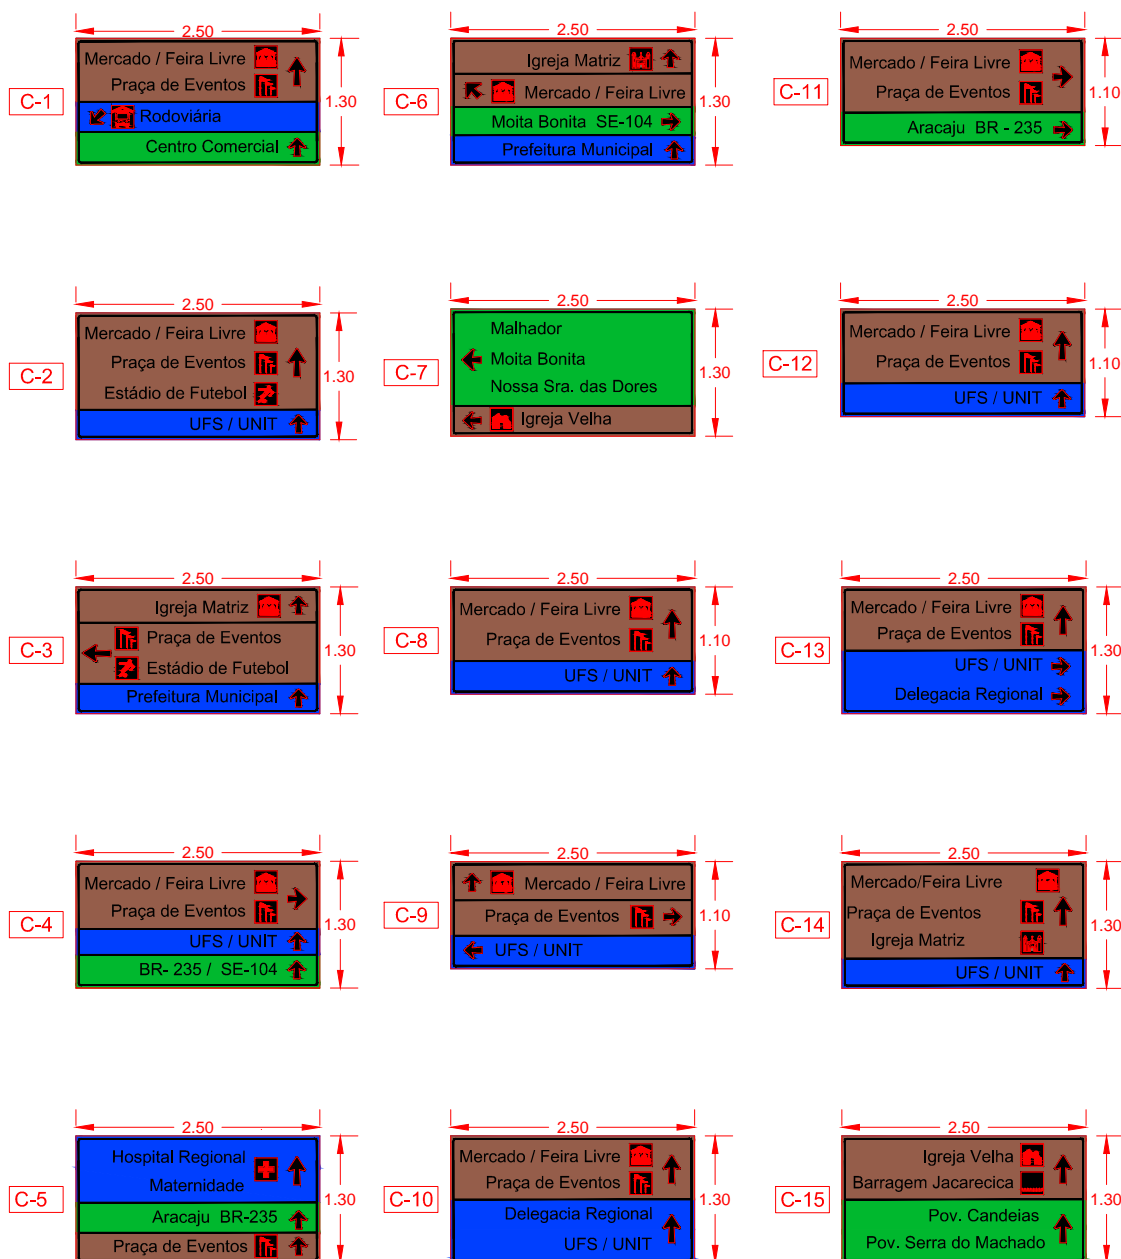 2.50
C-1
Mercado / Feira Livre
Praça de Eventos
Rodoviária
Centro Comercial
1.30
2.50
C-6
Igreja Matriz
Mercado / Feira Livre
Moita Bonita SE-104
Prefeitura Municipal
1.30
2.50
C-11
Mercado / Feira Livre
Praça de Eventos
Aracaju BR - 235
1.10
2.50
C-2
Mercado / Feira Livre
Praça de Eventos
Estádio de Futebol
UFS / UNIT
1.30
2.50
C-7
Malhador
Moita Bonita
Nossa Sra. das Dores
Igreja Velha
1.30
2.50
C-12
Mercado / Feira Livre
Praça de Eventos
UFS / UNIT
1.10
2.50
C-3
Igreja Matriz
Praça de Eventos
Estádio de Futebol
Prefeitura Municipal
1.30
2.50
C-8
Mercado / Feira Livre
Praça de Eventos
UFS / UNIT
1.10
2.50
C-13
Mercado / Feira Livre
Praça de Eventos
UFS / UNIT
Delegacia Regional
1.30
2.50
C-4
Mercado / Feira Livre
Praça de Eventos
UFS / UNIT
BR- 235 / SE-104
1.30
2.50
C-9
Mercado / Feira Livre
Praça de Eventos
UFS / UNIT
1.10
2.50
C-14
Mercado/Feira Livre
Praça de Eventos
Igreja Matriz
UFS / UNIT
1.30
2.50
C-5
Hospital Regional
Maternidade
Aracaju BR-235
Praça de Eventos
1.30
2.50
C-10
Mercado / Feira Livre
Praça de Eventos
Delegacia Regional
UFS / UNIT
1.30
2.50
C-15
Igreja Velha
Barragem Jacarecica
Pov. Candeias
Pov. Serra do Machado
1.30